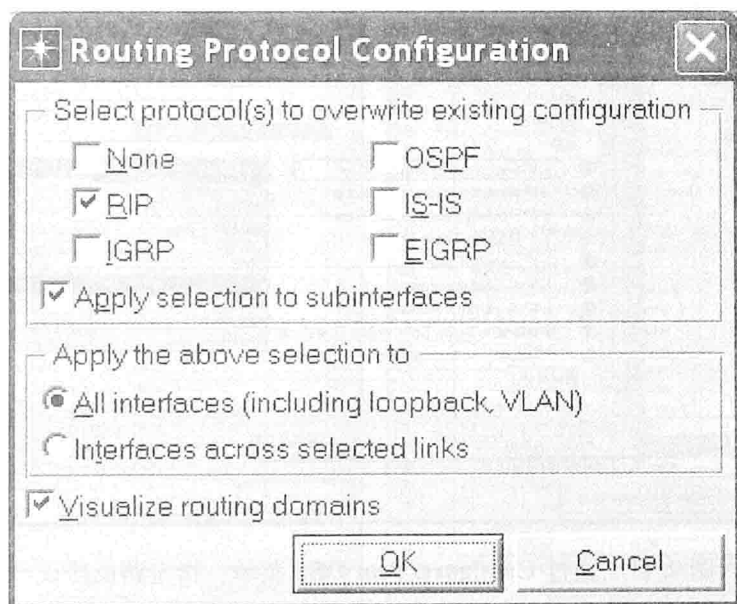 Routing Protocol Configuration
Select protocol(s) to overwrite existing configuration
None OSPF
RIP IS-IS
IGRP EIGRP
Apply selection to subinterfaces
Apply the above selection to
All interfaces (including loopback, VLAN)
Interfaces across selected links
Visualize routing domains
OK Cancel